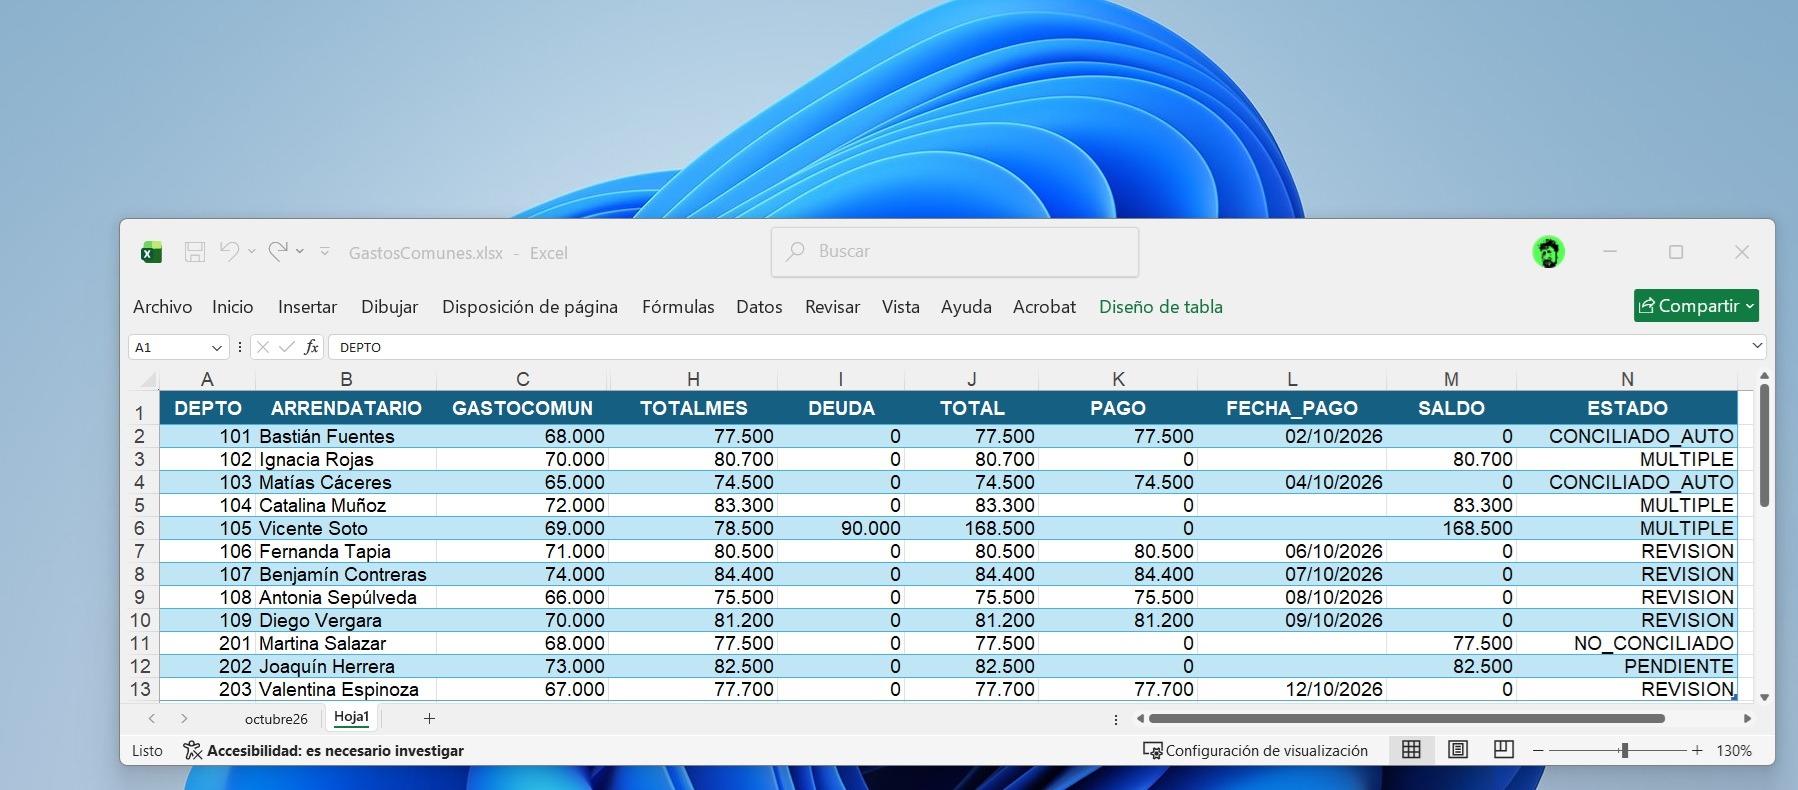 GastosComunes.xlsx - Excel
Buscar
Archivo Inicio Insertar Dibujar Disposición de página Fórmulas Datos Revisar Vista Ayuda Acrobat Diseño de tabla Compartir
A1 fx DEPTO
A B C H I J K L M N
1 DEPTO ARRENDATARIO GASTOCOMUN TOTALMES DEUDA TOTAL PAGO FECHA_PAGO SALDO ESTADO
2 101 Bastián Fuentes 68.000 77.500 0 77.500 77.500 02/10/2026 0 CONCILIADO_AUTO
3 102 Ignacia Rojas 70.000 80.700 0 80.700 0 80.700 MULTIPLE
4 103 Matías Cáceres 65.000 74.500 0 74.500 74.500 04/10/2026 0 CONCILIADO_AUTO
5 104 Catalina Muñoz 72.000 83.300 0 83.300 0 83.300 MULTIPLE
6 105 Vicente Soto 69.000 78.500 90.000 168.500 0 168.500 MULTIPLE
7 106 Fernanda Tapia 71.000 80.500 0 80.500 80.500 06/10/2026 0 REVISION
8 107 Benjamín Contreras 74.000 84.400 0 84.400 84.400 07/10/2026 0 REVISION
9 108 Antonia Sepúlveda 66.000 75.500 0 75.500 75.500 08/10/2026 0 REVISION
10 109 Diego Vergara 70.000 81.200 0 81.200 81.200 09/10/2026 0 REVISION
11 201 Martina Salazar 68.000 77.500 0 77.500 0 77.500 NO_CONCILIADO
12 202 Joaquín Herrera 73.000 82.500 0 82.500 0 82.500 PENDIENTE
13 203 Valentina Espinoza 67.000 77.700 0 77.700 77.700 12/10/2026 0 REVISION
octubre26 Hoja1
Listo Accesibilidad: es necesario investigar Configuración de visualización 130%